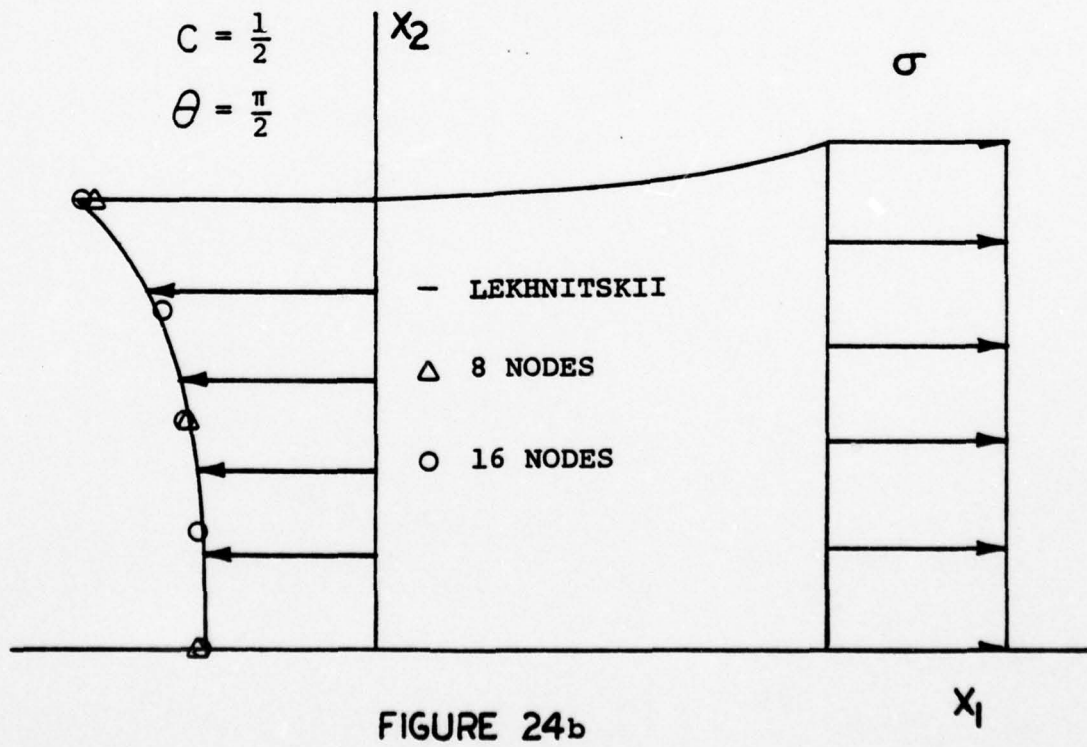 C = 1/2
θ = π/2
X₂
σ
– LEKHNITSKII
△ 8 NODES
○ 16 NODES
X₁
FIGURE 24b